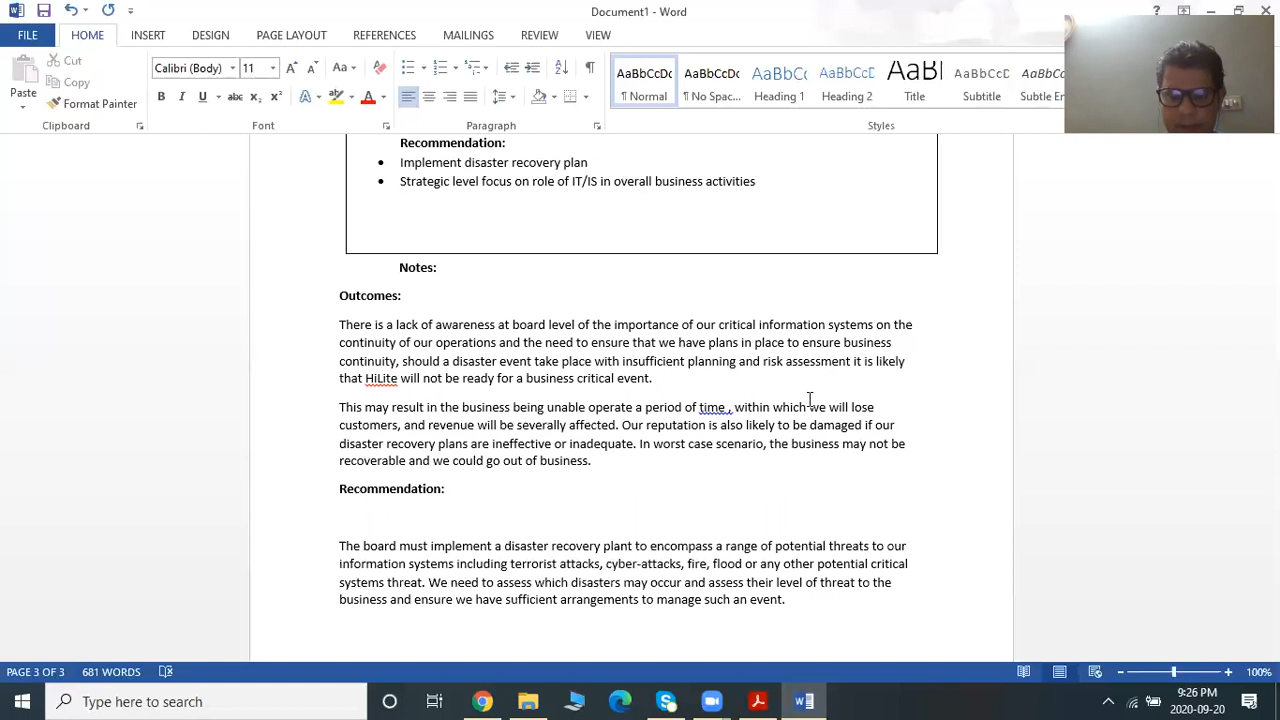 Document1 - Word
?
FILE
HOME
INSERT
DESIGN
PAGE LAYOUT
REFERENCES
MAILINGS
REVIEW
VIEW
Paste
Cut
Copy
Format Painter
Clipboard
Calibri (Body)
11
Aa
B I U abc x₂ x²
A
A
Font
Paragraph
AaBbCcDc
¶ Normal
AaBbCcDc
¶ No Spac...
AaBbCc
Heading 1
AaBbCcC
Heading 2
AaBl
Title
AaBbCcD
Subtitle
AaBbCcDc
Subtle Em
Styles
Recommendation:
• Implement disaster recovery plan
• Strategic level focus on role of IT/IS in overall business activities
Notes:
Outcomes:
There is a lack of awareness at board level of the importance of our critical information systems on the
continuity of our operations and the need to ensure that we have plans in place to ensure business
continuity, should a disaster event take place with insufficient planning and risk assessment it is likely
that HiLite will not be ready for a business critical event.
This may result in the business being unable operate a period of time , within which we will lose
customers, and revenue will be severally affected. Our reputation is also likely to be damaged if our
disaster recovery plans are ineffective or inadequate. In worst case scenario, the business may not be
recoverable and we could go out of business.
Recommendation:
The board must implement a disaster recovery plant to encompass a range of potential threats to our
information systems including terrorist attacks, cyber-attacks, fire, flood or any other potential critical
systems threat. We need to assess which disasters may occur and assess their level of threat to the
business and ensure we have sufficient arrangements to manage such an event.
PAGE 3 OF 3
681 WORDS
100%
Type here to search
9:26 PM
2020-09-20